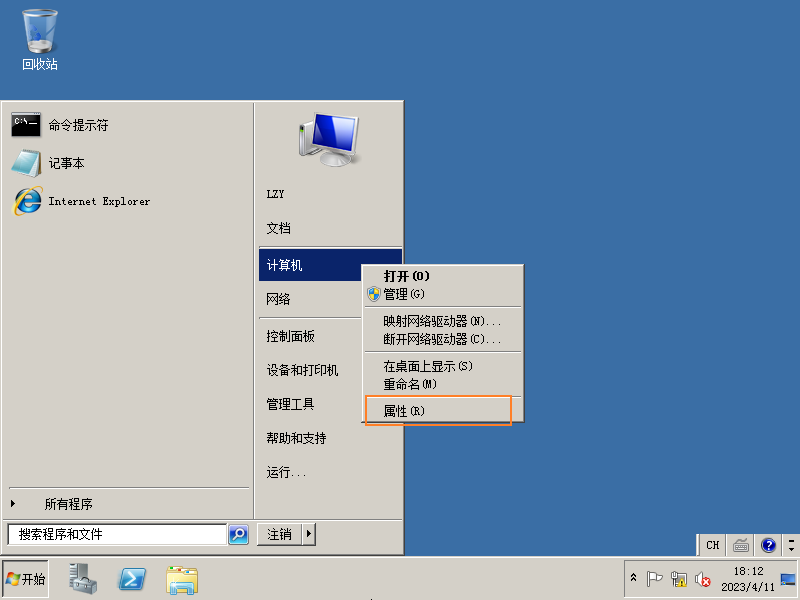 回收站
C:\
命令提示符
记事本
Internet Explorer
LZY
文档
计算机
网络
控制面板
设备和打印机
管理工具
帮助和支持
运行...
打开(O)
管理(G)
映射网络驱动器(N)...
断开网络驱动器(C)...
在桌面上显示(S)
重命名(M)
属性(R)
所有程序
搜索程序和文件
注销
CH
?
开始
18:12
2023/4/11